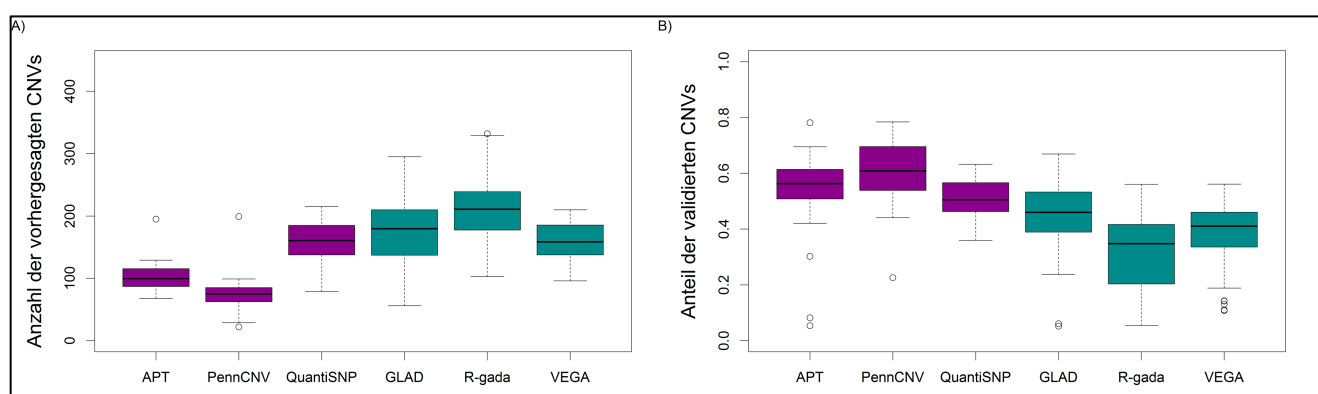 A)
Anzahl der vorhergesagten CNVs
400
300
200
100
0
APT PennCNV QuantiSNP GLAD R-gada VEGA
B)
Anteil der validierten CNVs
1.0
0.8
0.6
0.4
0.2
0.0
APT PennCNV QuantiSNP GLAD R-gada VEGA